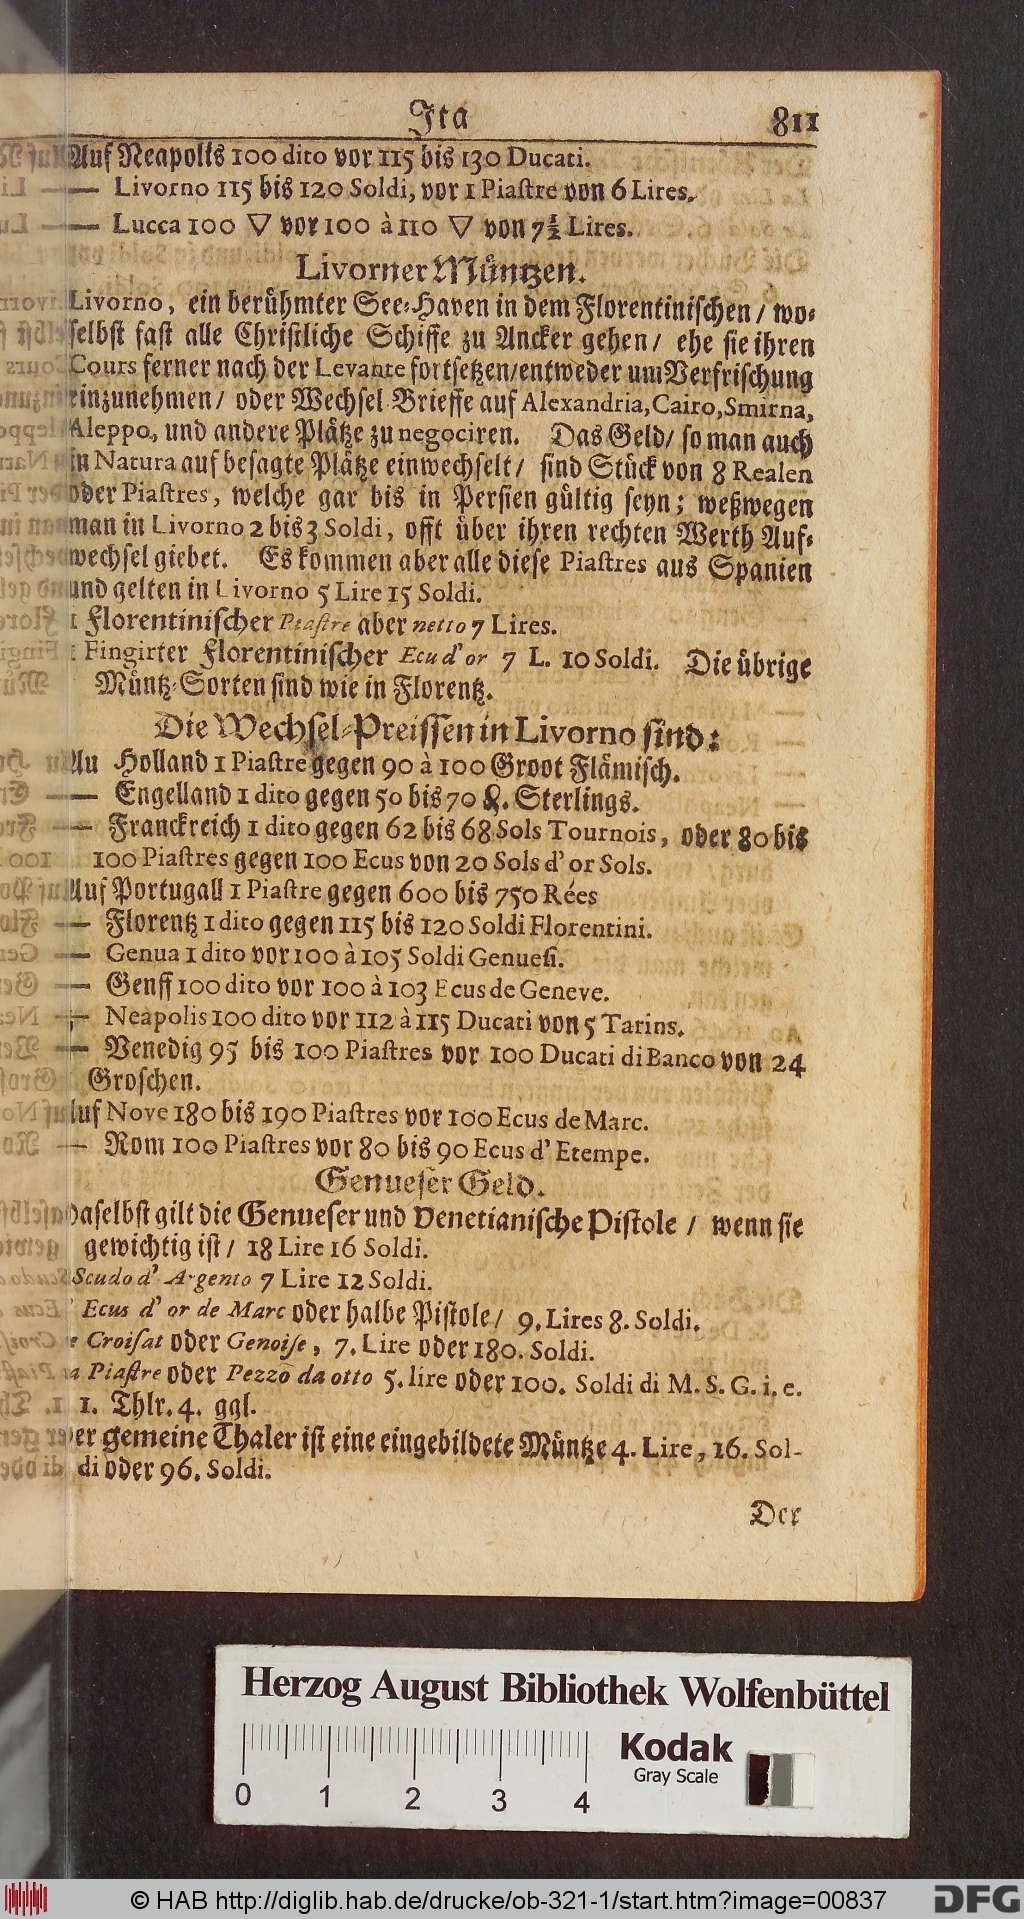 Ita 811
Auf Neapolis 100 dito vor 115 bis 130 Ducati.
— Livorno 115 bis 120 Soldi, vor 1 Piastre von 6 Lires.
— Lucca 100 ▽ vor 100 à 110 ▽ von 7½ Lires.
Livorner Müntzen.
Livorno, ein berühmter See-Haven in dem Florentinischen / wo-
selbst fast alle Christliche Schiffe zu Ancker gehen / ehe sie ihren
Cours ferner nach der Levante fortsetzen / entweder um Verfrischung
einzunehmen / oder Wechsel-Brieffe auf Alexandria, Cairo, Smirna,
Aleppo, und andere Plätze zu negociren. Das Geld / so man auch
in Natura auf besagte Plätze einwechselt / sind Stück von 8 Realen
oder Piastres, welche gar bis in Persien gültig seyn; weßwegen
man in Livorno 2 bis 3 Soldi, offt über ihren rechten Werth Auf-
wechsel giebet. Es kommen aber alle diese Piastres aus Spanien
und gelten in Livorno 5 Lire 15 Soldi.
1 Florentinischer Piastre aber netto 7 Lires.
1 Fingirter Florentinischer Ecu d'or 7 L. 10 Soldi. Die übrige
Müntz-Sorten sind wie in Florentz.
Die Wechsel-Preissen in Livorno sind:
An Holland 1 Piastre gegen 90 à 100 Groot Flämisch.
— Engelland 1 dito gegen 50 bis 70 . Sterlings.
— Franckreich 1 dito gegen 62 bis 68 Sols Tournois, oder 80 bis
100 Piastres gegen 100 Ecus von 20 Sols d'or Sols.
Auf Portugall 1 Piastre gegen 600 bis 750 Rées
— Florentz 1 dito gegen 115 bis 120 Soldi Florentini.
— Genua 1 dito vor 100 à 105 Soldi Genuesi.
— Genff 100 dito vor 100 à 103 Ecus de Geneve.
— Neapolis 100 dito vor 112 à 115 Ducati von 5 Tarins.
— Venedig 95 bis 100 Piastres vor 100 Ducati di Banco von 24
Groschen.
Auf Nove 180 bis 190 Piastres vor 100 Ecus de Marc.
— Rom 100 Piastres vor 80 bis 90 Ecus d' Etempe.
Genueser Geld.
Daselbst gilt die Genueser und Venetianische Pistole / wenn sie
gewichtig ist / 18 Lire 16 Soldi.
Scudo d' Argento 7 Lire 12 Soldi.
Ecus d' or de Marc oder halbe Pistole / 9. Lires 8. Soldi.
e Croisat oder Genoise, 7. Lire oder 180. Soldi.
a Piastre oder Pezzo da otto 5. lire oder 100. Soldi di M. S. G. i. e.
1. Thlr. 4. ggl.
Der gemeine Thaler ist eine eingebildete Müntze 4. Lire, 16. Sol-
di oder 96. Soldi.
Der
Herzog August Bibliothek Wolfenbüttel
Kodak
Gray Scale
0 1 2 3 4
© HAB http://diglib.hab.de/drucke/ob-321-1/start.htm?image=00837
DFG